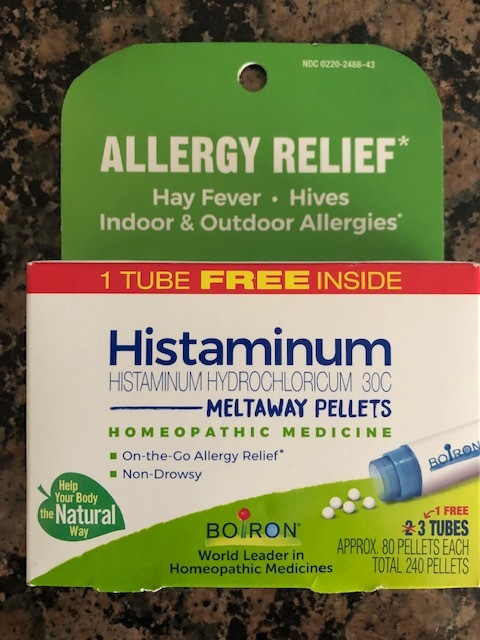 NDC 0220-2488-43
ALLERGY RELIEF*
Hay Fever • Hives
Indoor & Outdoor Allergies*
1 TUBE FREE INSIDE
Histaminum
HISTAMINUM HYDROCHLORICUM 30C
MELTAWAY PELLETS
HOMEOPATHIC MEDICINE
On-the-Go Allergy Relief*
Non-Drowsy
BOIRON
Help
Your Body
the Natural
Way
BOIRON®
World Leader in
Homeopathic Medicines
1 FREE
2 3 TUBES
APPROX. 80 PELLETS EACH
TOTAL 240 PELLETS